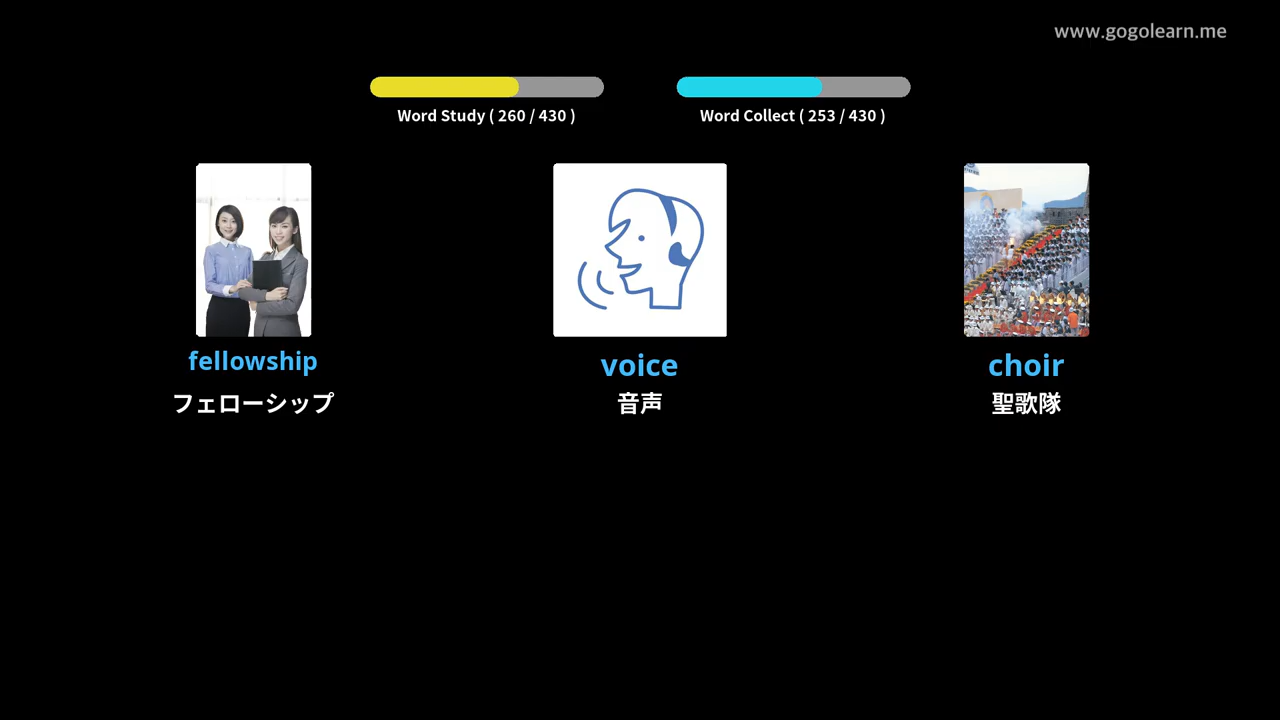 www.gogolearn.me
Word Study ( 260 / 430 )
Word Collect ( 253 / 430 )
fellowship
フェローシップ
voice
音声
choir
聖歌隊